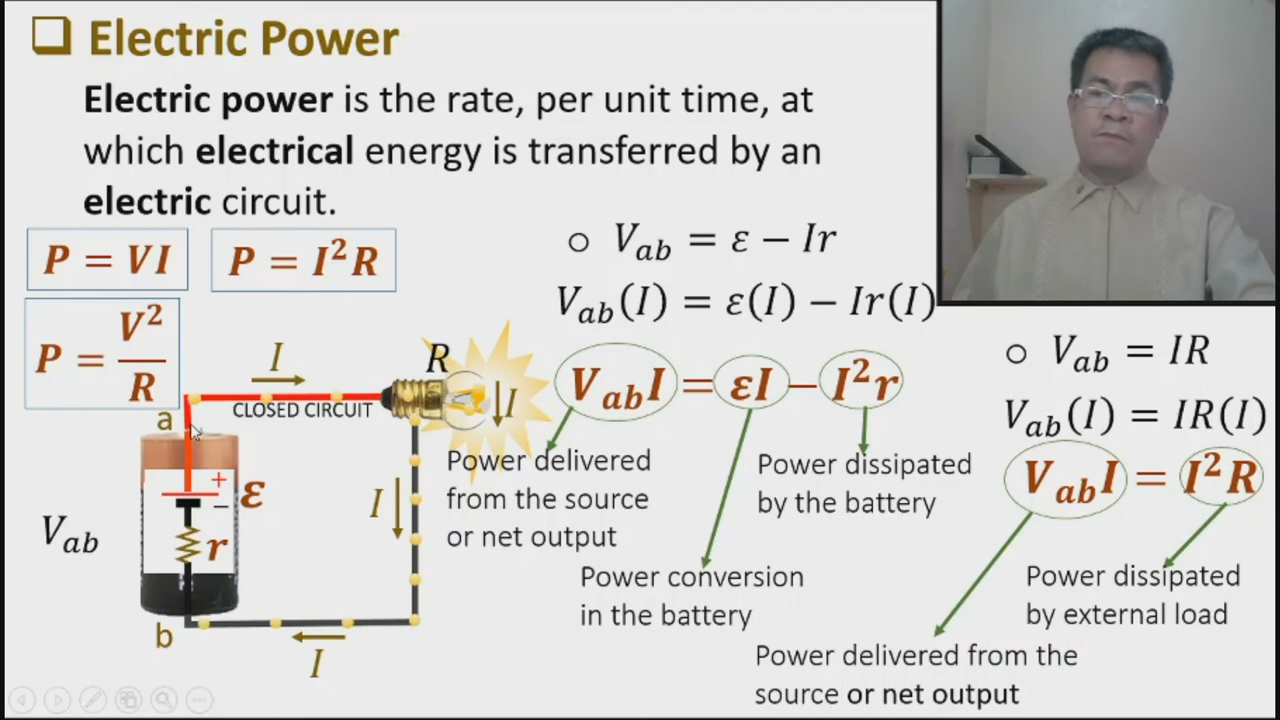 ❑ Electric Power
Electric power is the rate, per unit time, at
which electrical energy is transferred by an
electric circuit.
P = VI
P = I²R
P = V²/R
○ V_ab = ε − Ir
V_ab(I) = ε(I) − Ir(I)
V_abI = εI − I²r
Power delivered
from the source
or net output
Power conversion
in the battery
Power dissipated
by the battery
○ V_ab = IR
V_ab(I) = IR(I)
V_abI = I²R
Power delivered from the
source or net output
Power dissipated
by external load
I
R
CLOSED CIRCUIT
I
a
+
ε
−
I
V_ab
r
b
I